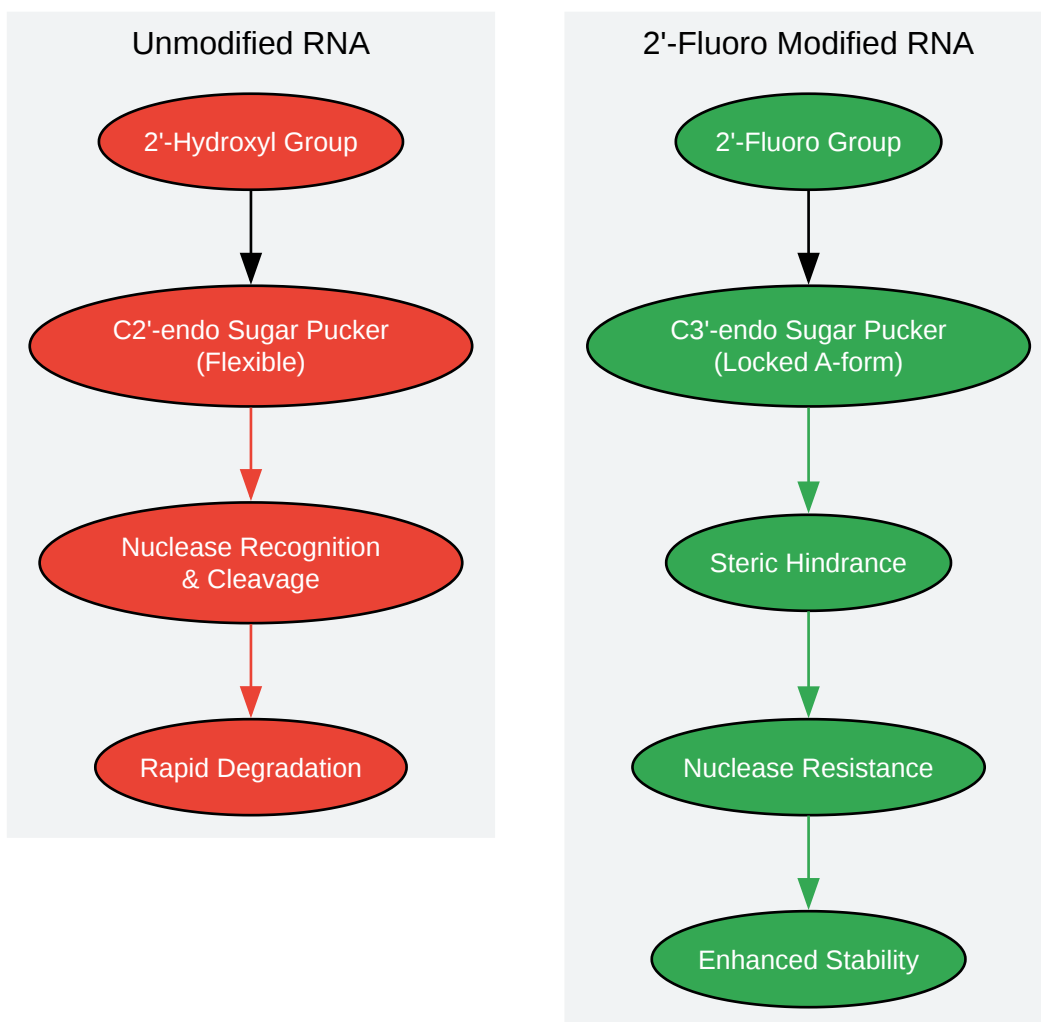 Unmodified RNA
2'-Hydroxyl Group
C2'-endo Sugar Pucker
(Flexible)
Nuclease Recognition
& Cleavage
Rapid Degradation
2'-Fluoro Modified RNA
2'-Fluoro Group
C3'-endo Sugar Pucker
(Locked A-form)
Steric Hindrance
Nuclease Resistance
Enhanced Stability